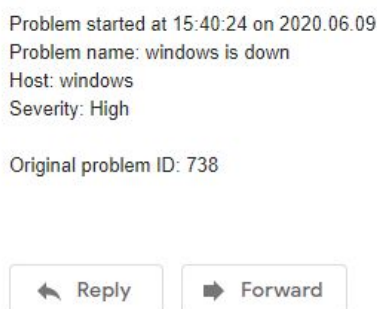 Problem started at 15:40:24 on 2020.06.09
Problem name: windows is down
Host: windows
Severity: High
Original problem ID: 738
Reply
Forward